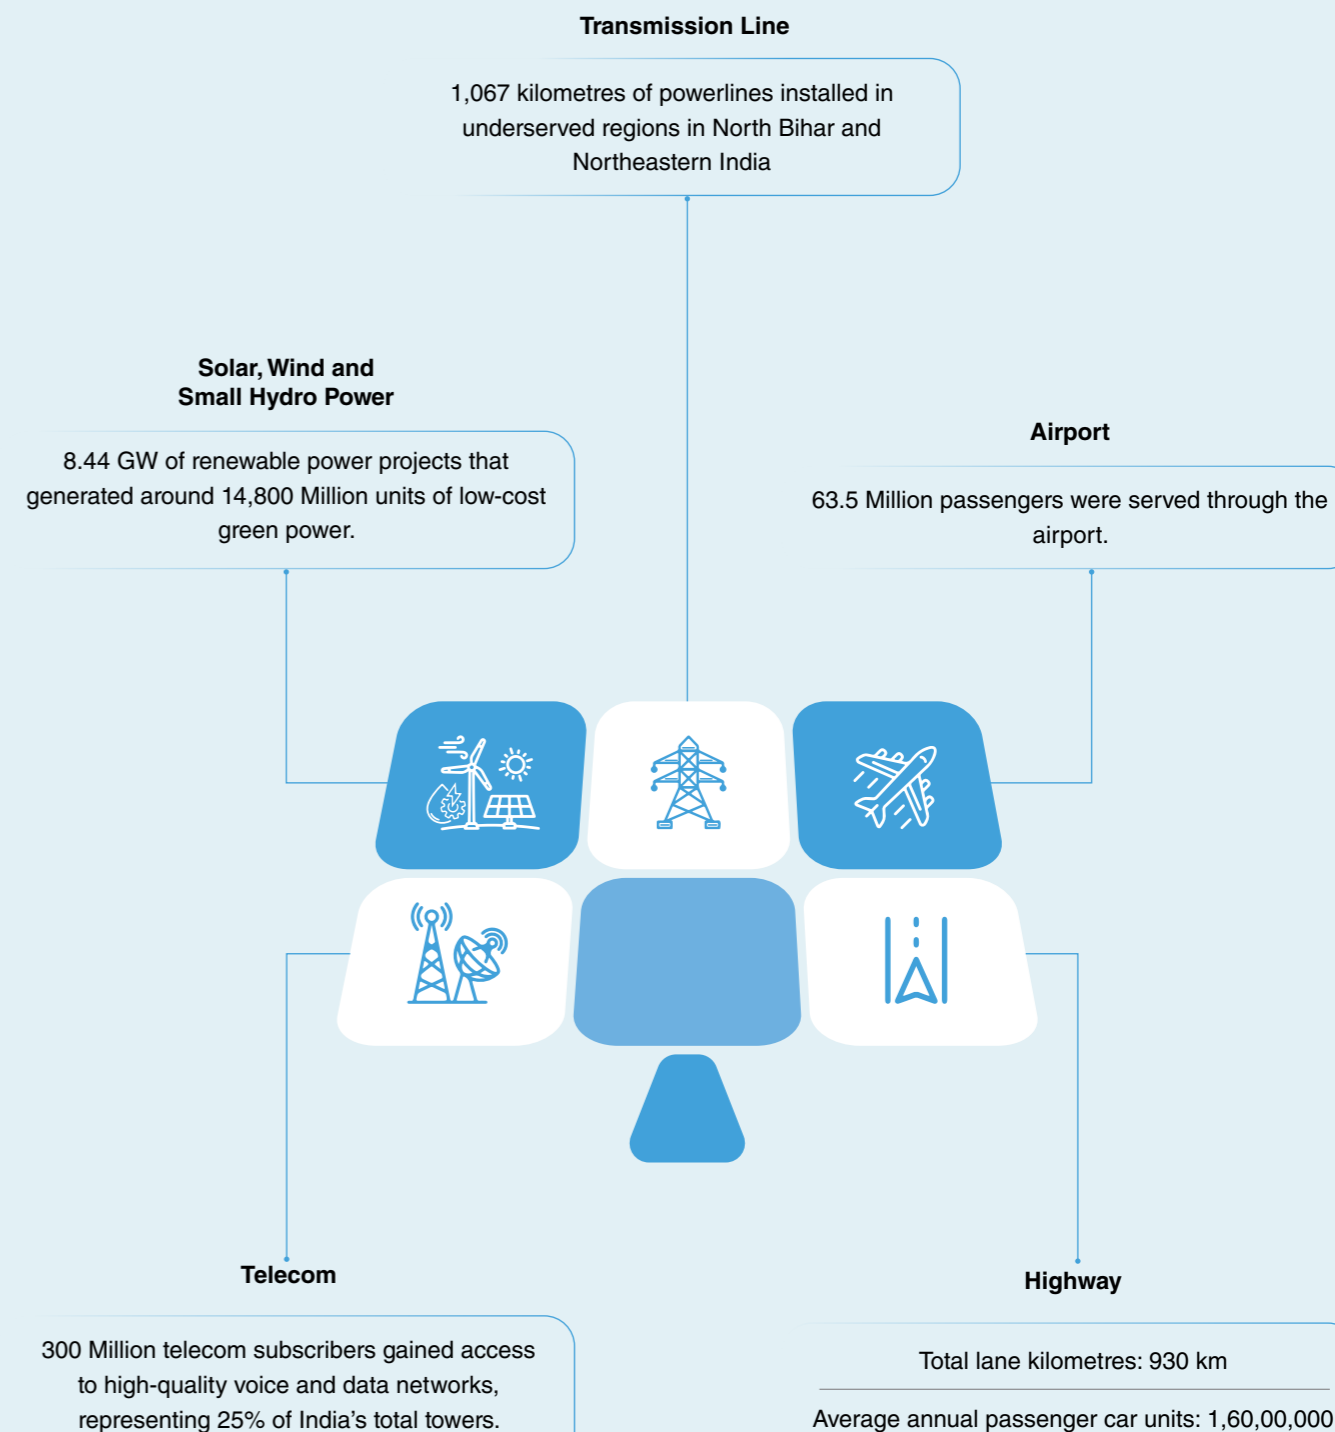 Transmission Line
1,067 kilometres of powerlines installed in
underserved regions in North Bihar and
Northeastern India
Solar, Wind and
Small Hydro Power
8.44 GW of renewable power projects that
generated around 14,800 Million units of low-cost
green power.
Airport
63.5 Million passengers were served through the
airport.
Telecom
300 Million telecom subscribers gained access
to high-quality voice and data networks,
representing 25% of India’s total towers.
Highway
Total lane kilometres: 930 km
Average annual passenger car units: 1,60,00,000